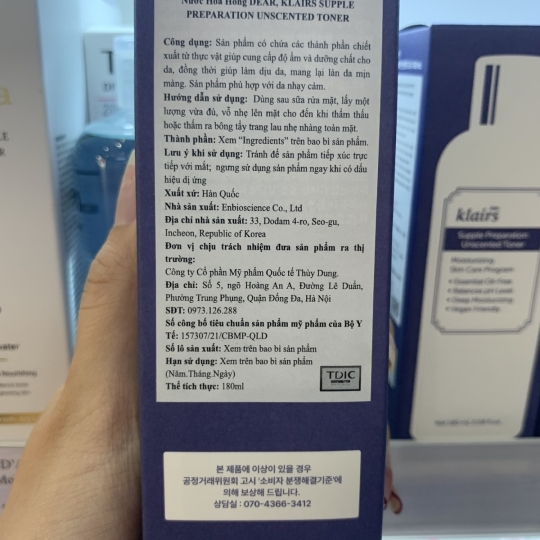 Nước Hoa Hồng DEAR, KLAIRS SUPPLE
PREPARATION UNSCENTED TONER
Công dụng: Sản phẩm có chứa các thành phần chiết
xuất từ thực vật giúp cung cấp độ ẩm và dưỡng chất cho
da, đồng thời giúp làm dịu da, mang lại làn da mịn
màng. Sản phẩm phù hợp với da nhạy cảm.
Hướng dẫn sử dụng: Dùng sau sữa rửa mặt, lấy một
lượng vừa đủ, vỗ nhẹ lên mặt cho đến khi thẩm thấu
hoặc thấm ra bông tẩy trang lau nhẹ nhàng toàn mặt.
Thành phần: Xem "Ingredients" trên bao bì sản phẩm.
Lưu ý khi sử dụng: Tránh để sản phẩm tiếp xúc trực
tiếp với mắt; ngưng sử dụng sản phẩm ngay khi có dấu
hiệu dị ứng
Xuất xứ: Hàn Quốc
Nhà sản xuất: Enbioscience Co., Ltd
Địa chỉ nhà sản xuất: 33, Dodam 4-ro, Seo-gu,
Incheon, Republic of Korea
Đơn vị chịu trách nhiệm đưa sản phẩm ra thị
trường:
Công ty Cổ phần Mỹ phẩm Quốc tế Thùy Dung.
Địa chỉ: Số 5, ngõ Hoàng An A, Đường Lê Duẩn,
Phường Trung Phụng, Quận Đống Đa, Hà Nội
SĐT: 0973.126.288
Số công bố tiêu chuẩn sản phẩm mỹ phẩm của Bộ Y
Tế: 157307/21/CBMP-QLD
Số lô sản xuất: Xem trên bao bì sản phẩm
Hạn sử dụng: Xem trên bao bì sản phẩm
(Năm.Tháng.Ngày)
Thể tích thực: 180ml
TDIC
본 제품에 이상이 있을 경우
공정거래위원회 고시 '소비자 분쟁해결기준'에
의해 보상해 드립니다.
상담실 : 070-4366-3412
klairs
Supple Preparation
Unscented Toner
Moisturizing
Skin Care Program
• Essential Oil-Free
• Balances pH Level
• Deep Moisturizing
• Vegan Friendly